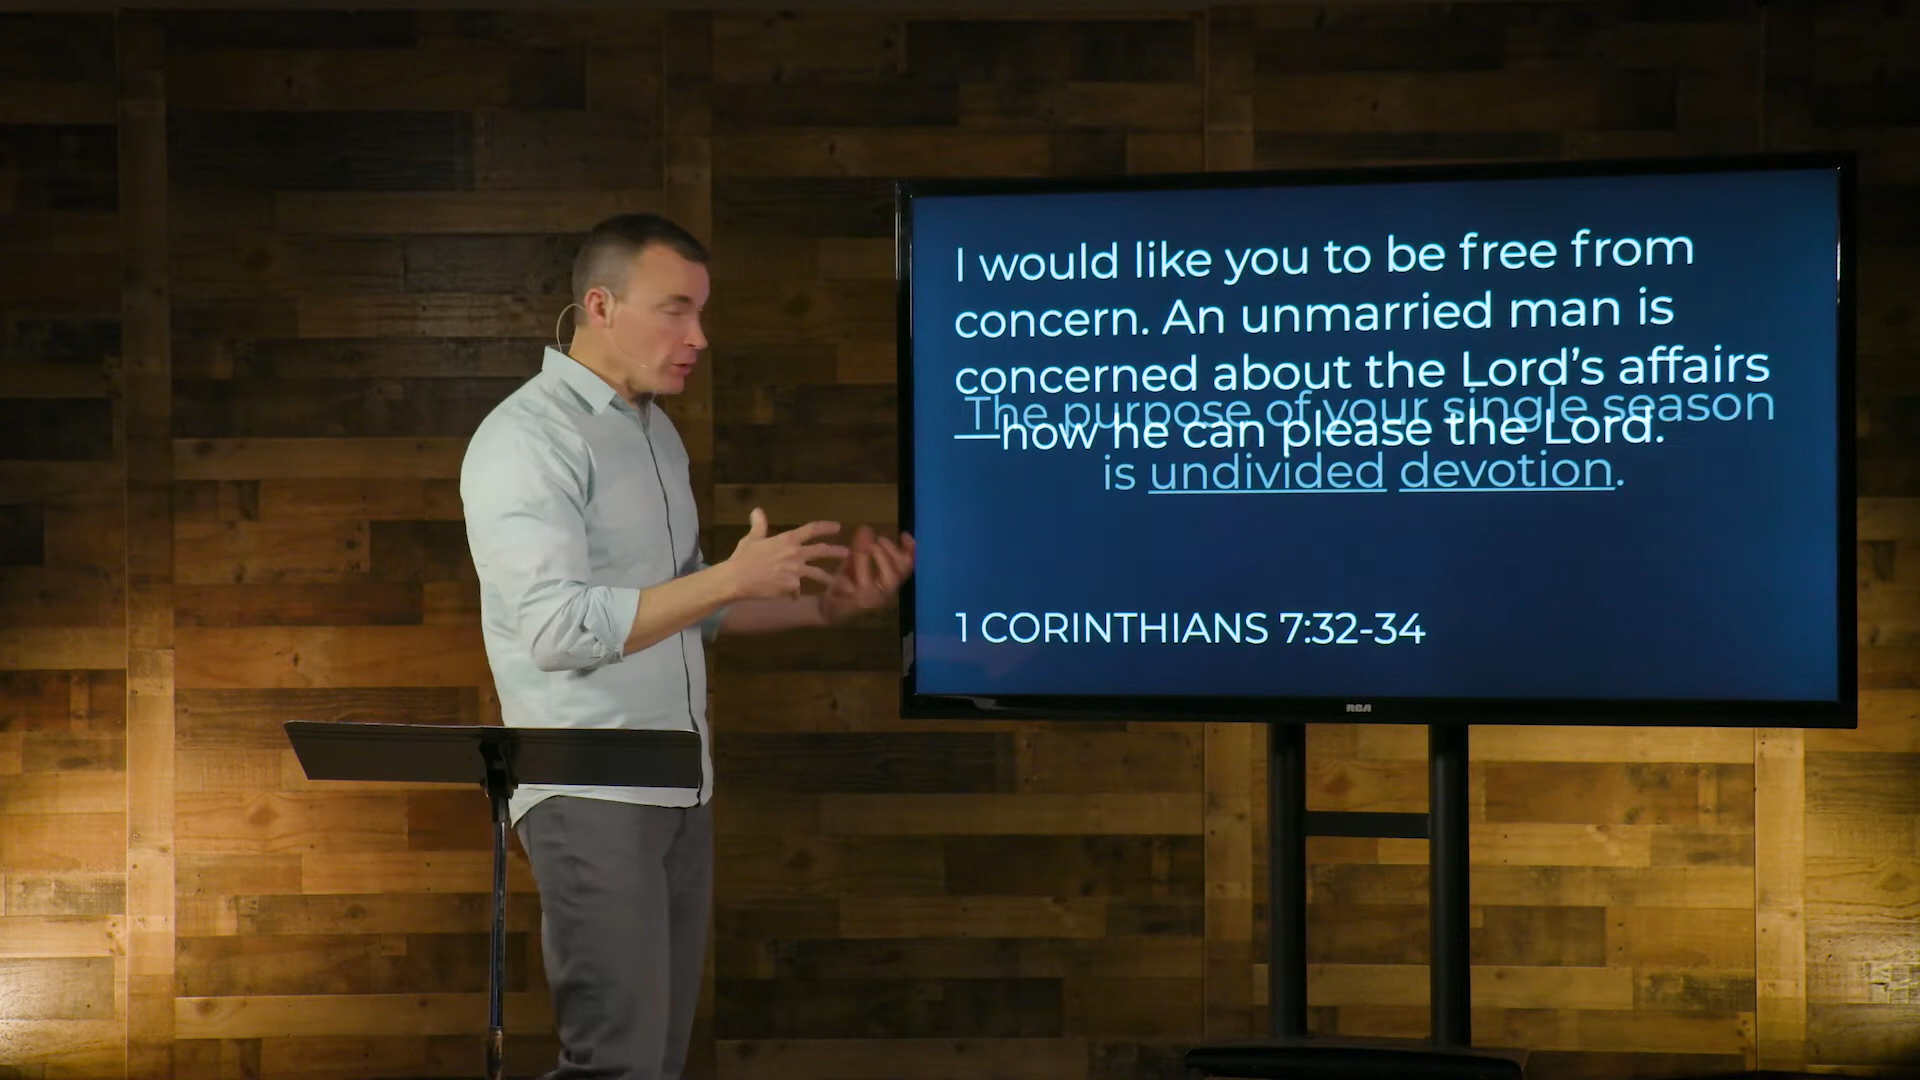 I would like you to be free from
concern. An unmarried man is
concerned about the Lord's affairs
The purpose of your single season
—how he can please the Lord.
is undivided devotion.
1 CORINTHIANS 7:32-34
RCA